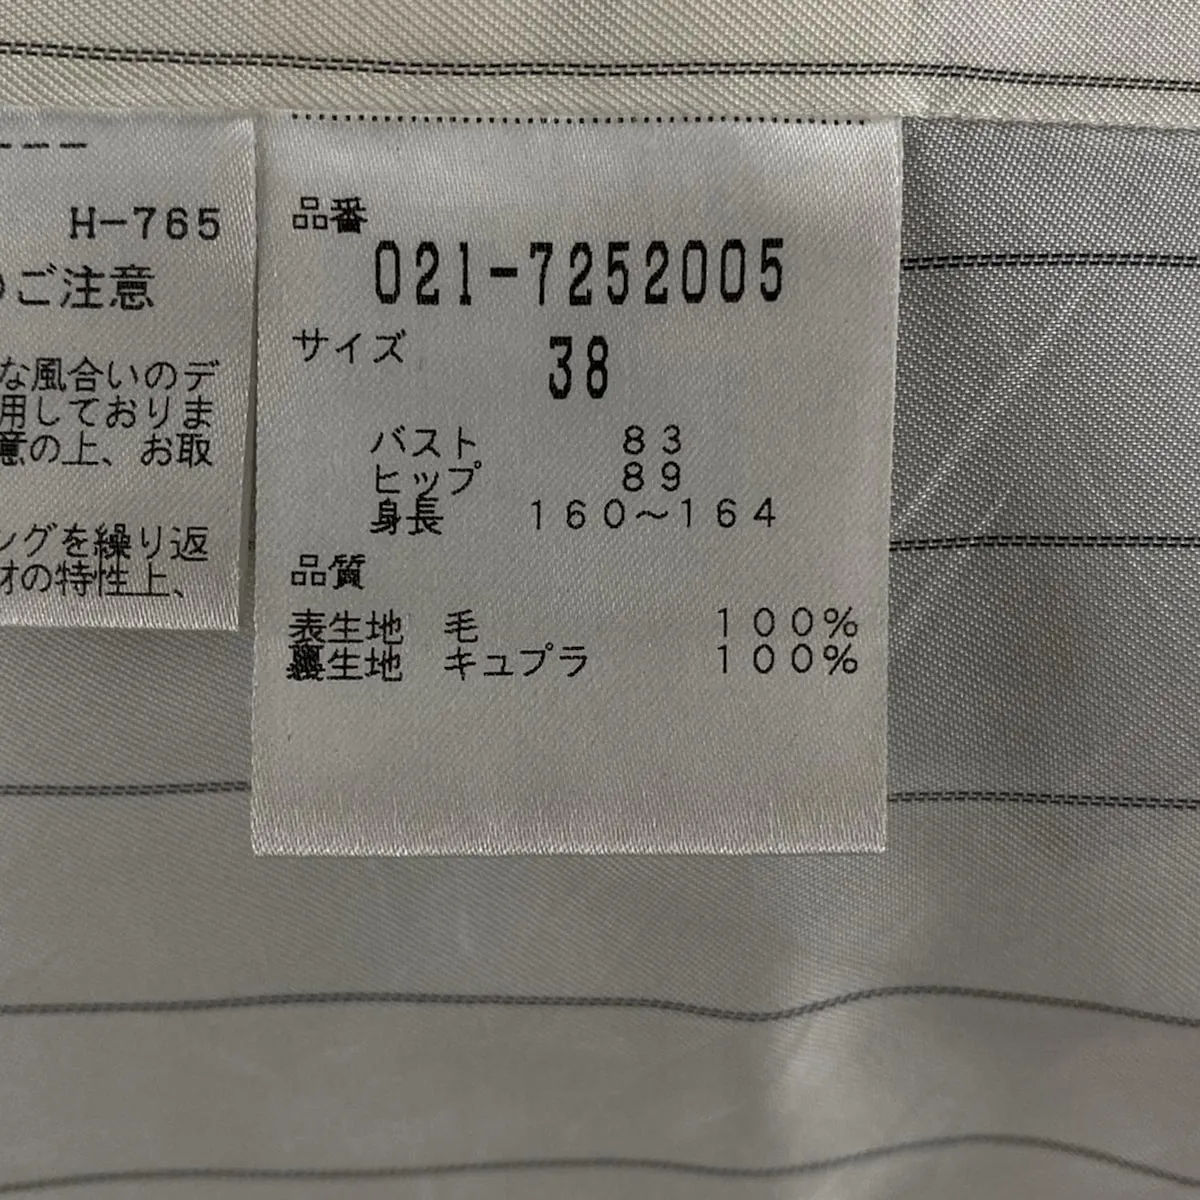 H-765
のご注意
な風合いのデ
用しておりま
意の上、お取
ングを繰り返
材の特性上、
品番
021-7252005
サイズ 38
バスト 83
ヒップ 89
身長 160～164
品質
表生地 毛 100%
裏生地 キュプラ 100%